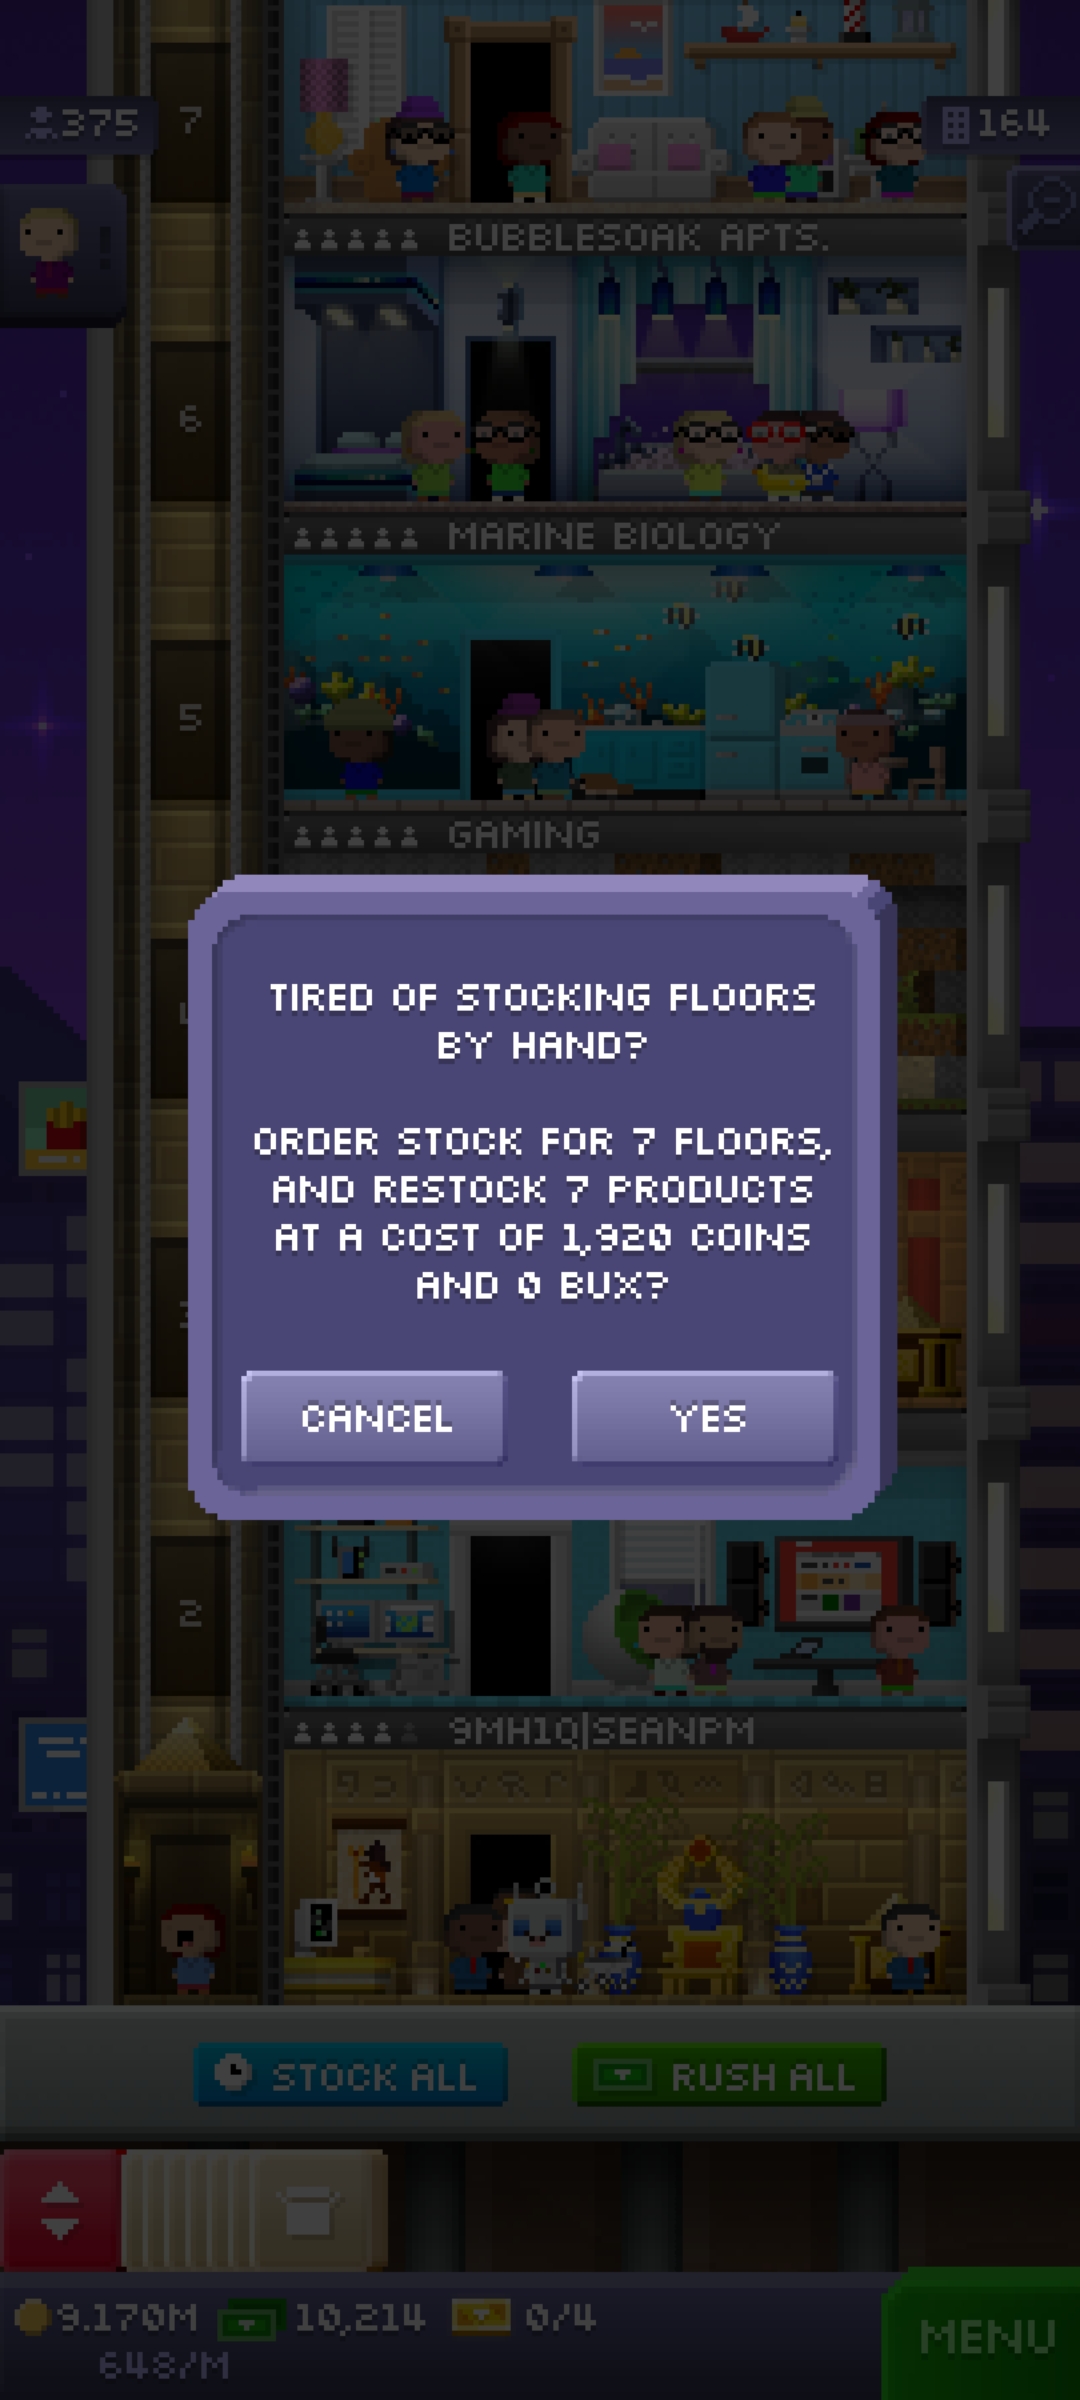 375
7
164
BUBBLESOAK APTS.
6
MARINE BIOLOGY
5
GAMING
TIRED OF STOCKING FLOORS
BY HAND?
ORDER STOCK FOR 7 FLOORS,
AND RESTOCK 7 PRODUCTS
AT A COST OF 1,920 COINS
AND 0 BUX?
CANCEL
YES
2
9MH1Q|SEANPM
STOCK ALL
RUSH ALL
9.170M
10,214
0/4
648/M
MENU